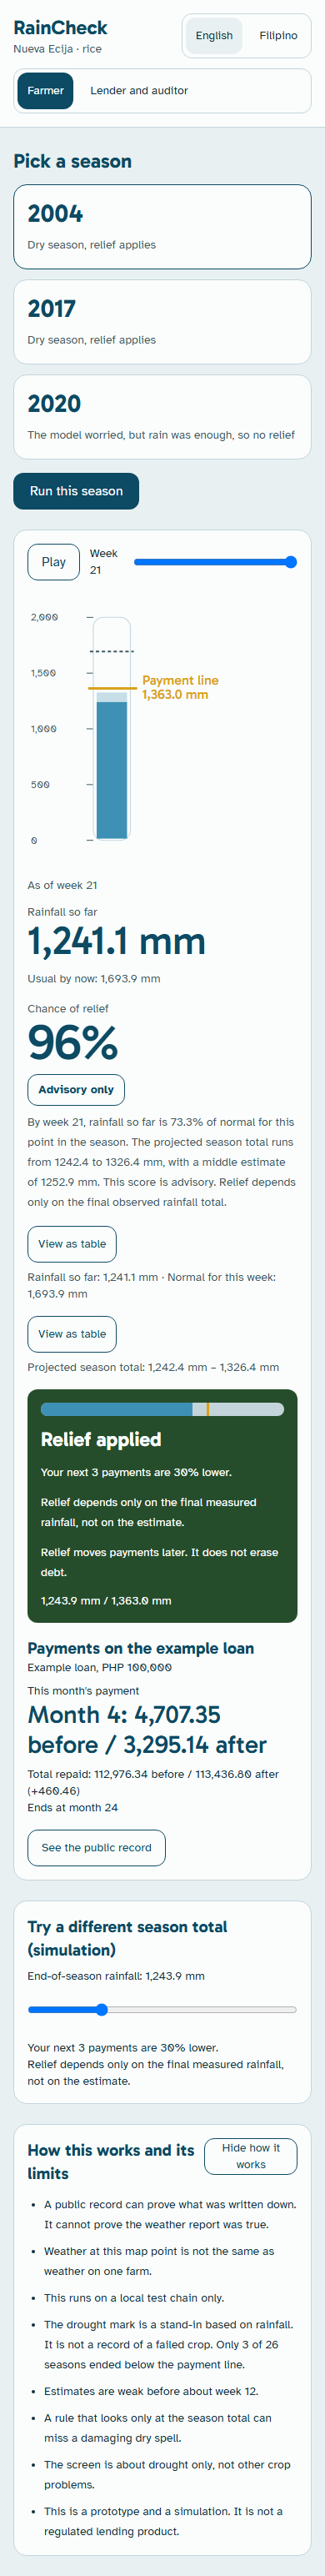 RainCheck
Nueva Ecija · rice
English
Filipino
Farmer
Lender and auditor
Pick a season
2004
Dry season, relief applies
2017
Dry season, relief applies
2020
The model worried, but rain was enough, so no relief
Run this season
Play
Week
21
2,000
1,500
Payment line
1,363.0 mm
1,000
500
0
As of week 21
Rainfall so far
1,241.1 mm
Usual by now: 1,693.9 mm
Chance of relief
96%
Advisory only
By week 21, rainfall so far is 73.3% of normal for this
point in the season. The projected season total runs
from 1242.4 to 1326.4 mm, with a middle estimate
of 1252.9 mm. This score is advisory. Relief depends
only on the final observed rainfall total.
View as table
Rainfall so far: 1,241.1 mm · Normal for this week:
1,693.9 mm
View as table
Projected season total: 1,242.4 mm – 1,326.4 mm
Relief applied
Your next 3 payments are 30% lower.
Relief depends only on the final measured
rainfall, not on the estimate.
Relief moves payments later. It does not erase
debt.
1,243.9 mm / 1,363.0 mm
Payments on the example loan
Example loan, PHP 100,000
This month's payment
Month 4: 4,707.35
before / 3,295.14 after
Total repaid: 112,976.34 before / 113,436.80 after
(+460.46)
Ends at month 24
See the public record
Try a different season total
(simulation)
End-of-season rainfall: 1,243.9 mm
Your next 3 payments are 30% lower.
Relief depends only on the final measured rainfall,
not on the estimate.
How this works and its
limits
Hide how it
works
• A public record can prove what was written down.
It cannot prove the weather report was true.
• Weather at this map point is not the same as
weather on one farm.
• This runs on a local test chain only.
• The drought mark is a stand-in based on rainfall.
It is not a record of a failed crop. Only 3 of 26
seasons ended below the payment line.
• Estimates are weak before about week 12.
• A rule that looks only at the season total can
miss a damaging dry spell.
• The screen is about drought only, not other crop
problems.
• This is a prototype and a simulation. It is not a
regulated lending product.